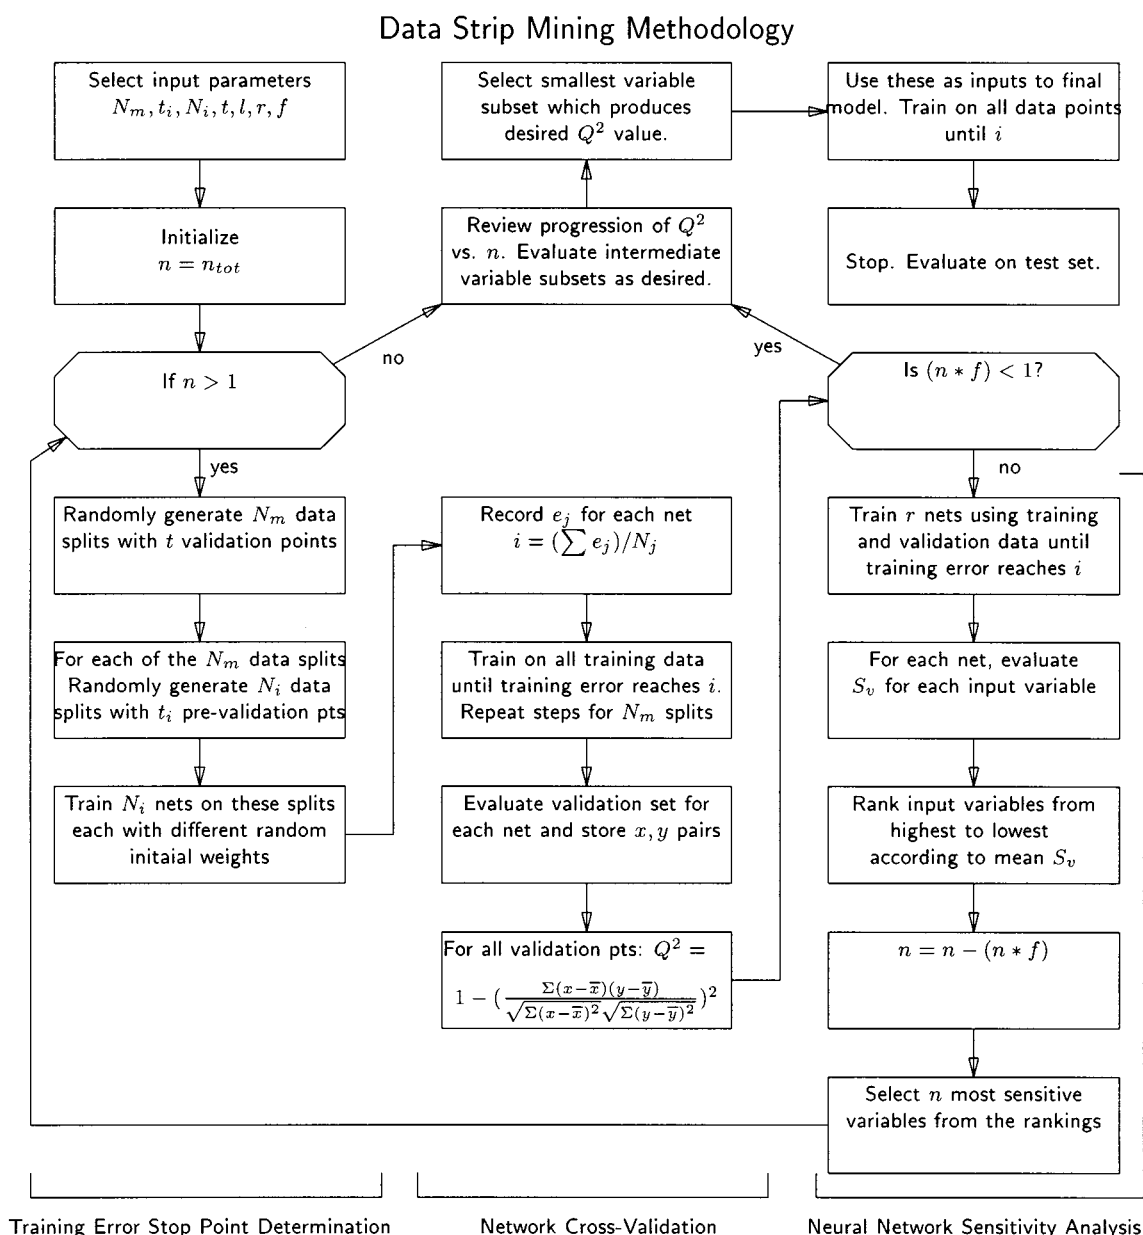 Data Strip Mining Methodology
Select input parameters
N_m, t_i, N_i, t, l, r, f
Initialize
n = n_{tot}
If n > 1
no
yes
Randomly generate N_m data
splits with t validation points
For each of the N_m data splits
Randomly generate N_i data
splits with t_i pre-validation pts
Train N_i nets on these splits
each with different random
initaial weights
Select smallest variable
subset which produces
desired Q^2 value.
Review progression of Q^2
vs. n. Evaluate intermediate
variable subsets as desired.
Record e_j for each net
i = (∑ e_j)/N_j
Train on all training data
until training error reaches i.
Repeat steps for N_m splits
Evaluate validation set for
each net and store x, y pairs
For all validation pts: Q^2 =
1 − (Σ(x−x̅)(y−y̅) / √Σ(x−x̅)^2 √Σ(y−y̅)^2)^2
Use these as inputs to final
model. Train on all data points
until i
Stop. Evaluate on test set.
yes
Is (n * f) < 1?
no
Train r nets using training
and validation data until
training error reaches i
For each net, evaluate
S_v for each input variable
Rank input variables from
highest to lowest
according to mean S_v
n = n − (n * f)
Select n most sensitive
variables from the rankings
Training Error Stop Point Determination
Network Cross-Validation
Neural Network Sensitivity Analysis